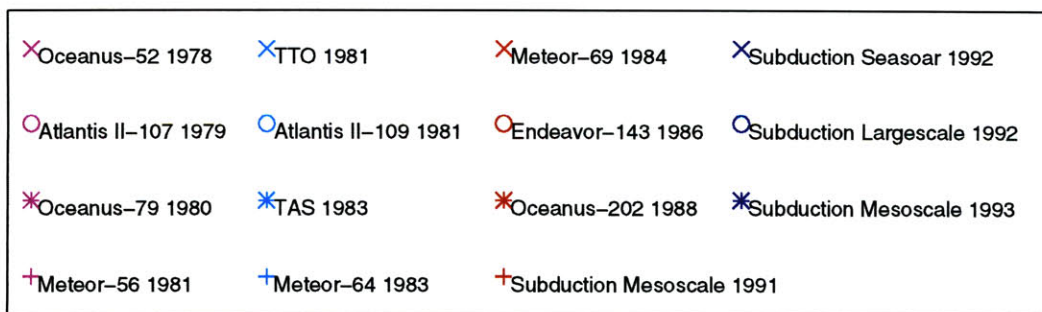 Oceanus–52 1978 TTO 1981 Meteor–69 1984 Subduction Seasoar 1992
Atlantis II–107 1979 Atlantis II–109 1981 Endeavor–143 1986 Subduction Largescale 1992
Oceanus–79 1980 TAS 1983 Oceanus–202 1988 Subduction Mesoscale 1993
Meteor–56 1981 Meteor–64 1983 Subduction Mesoscale 1991